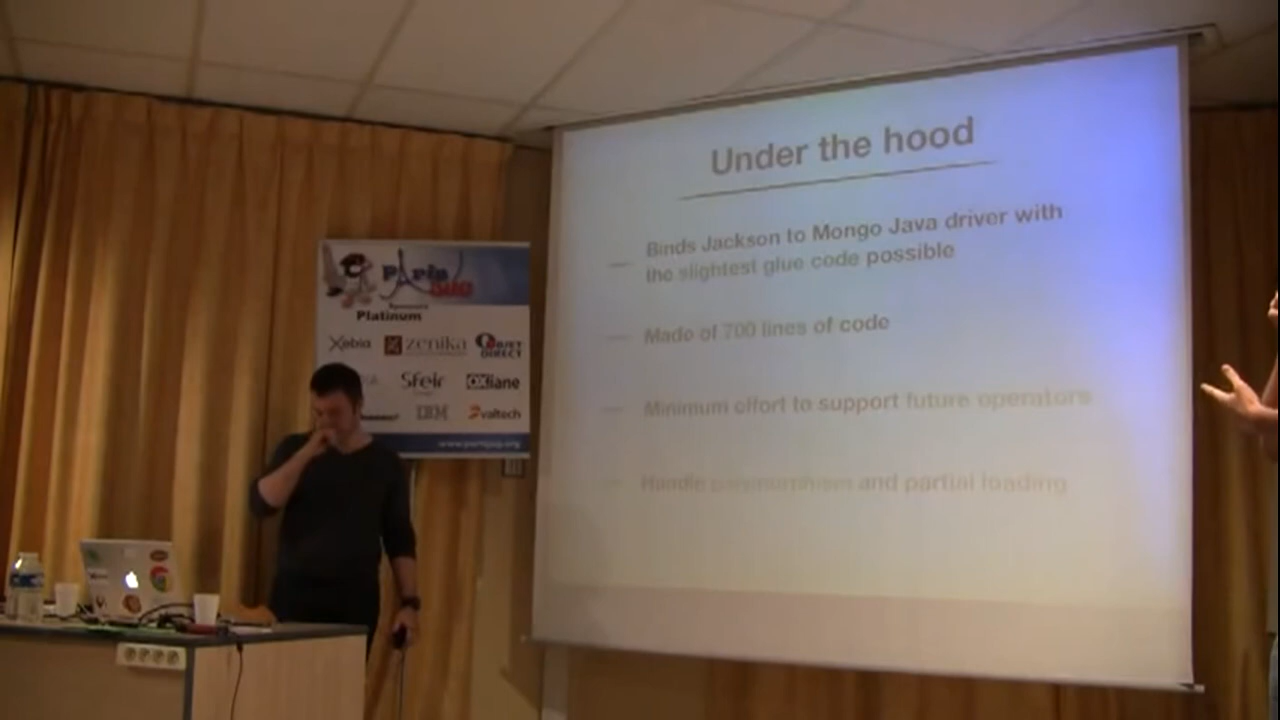 Under the hood
Binds Jackson to Mongo Java driver with
the slightest glue code possible
Made of 700 lines of code
Minimum effort to support future operators
Handle polymorphism and partial loading
Paris
JUG
Platinum
Xebia zenika OBJET DIRECT
Sfeir OXiane
IBM valtech
www.parisjug.org